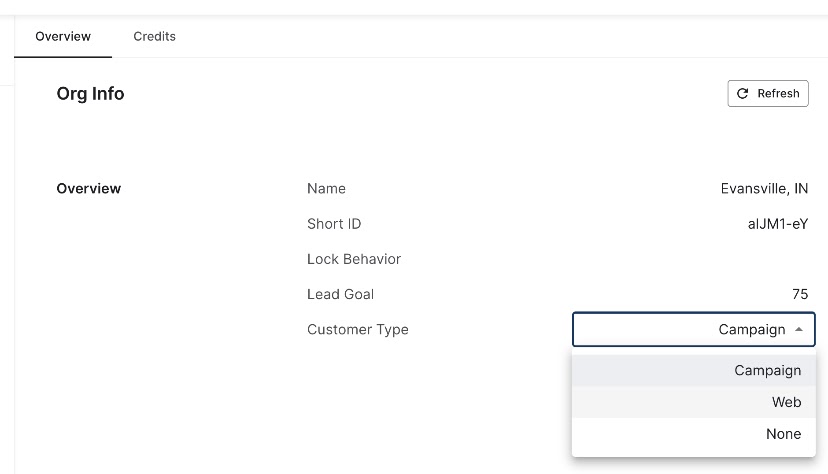 Overview Credits
Org Info
Refresh
Overview
Name Evansville, IN
Short ID aIJM1-eY
Lock Behavior
Lead Goal 75
Customer Type Campaign
Campaign
Web
None